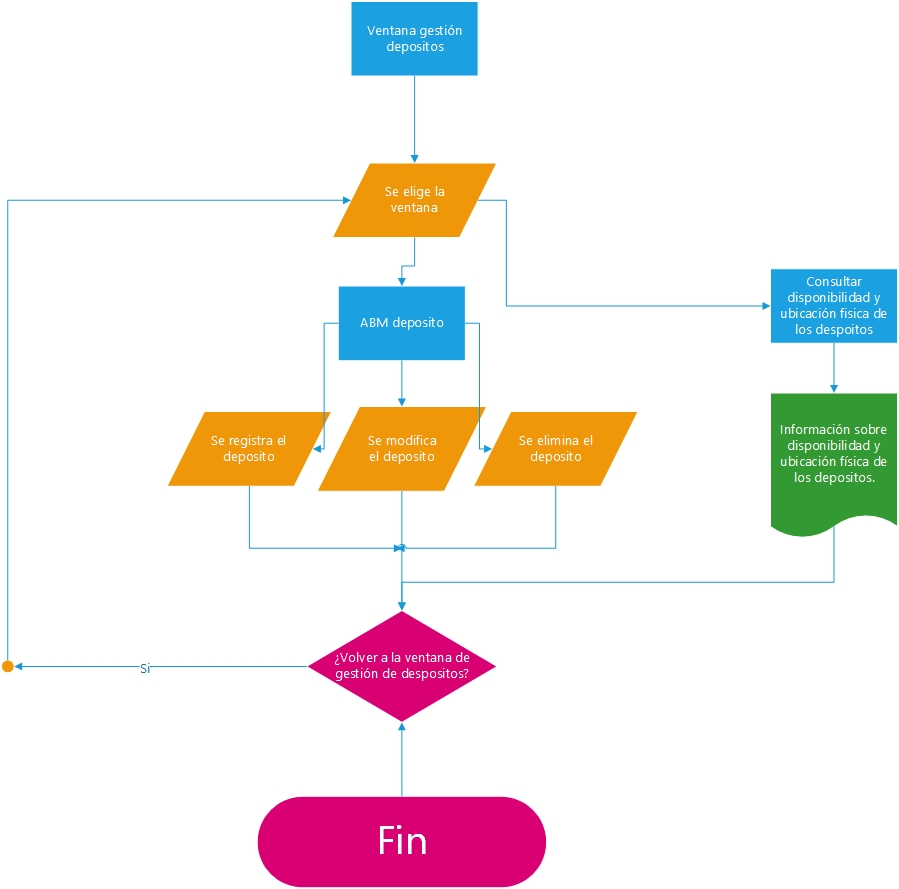 Ventana gestión
depositos
Se elige la
ventana
ABM deposito
Consultar
disponibilidad y
ubicación fisica de
los despoitos
Se registra el
deposito
Se modifica
el deposito
Se elimina el
deposito
Información sobre
disponibilidad y
ubicación física de
los depositos.
¿Volver a la ventana de
gestión de despositos?
Si
Fin